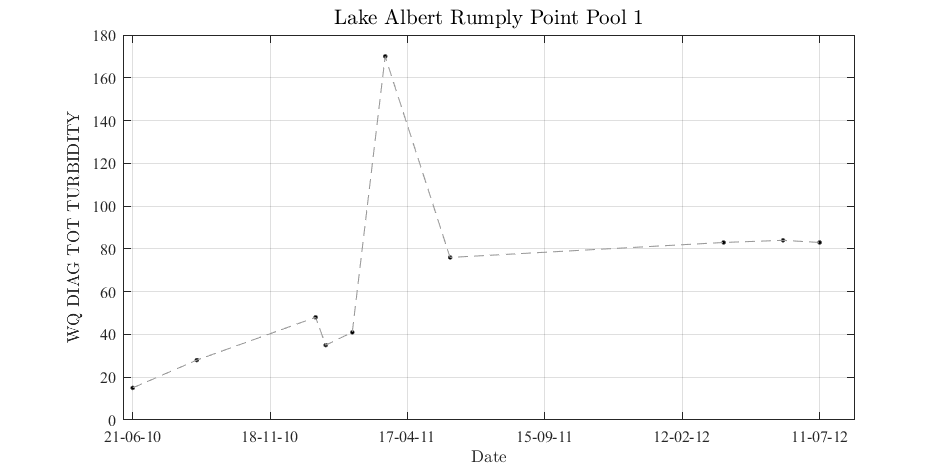 Lake Albert Rumply Point Pool 1
WQ DIAG TOT TURBIDITY
180
160
140
120
100
80
60
40
20
0
21-06-10 18-11-10 17-04-11 15-09-11 12-02-12 11-07-12
Date